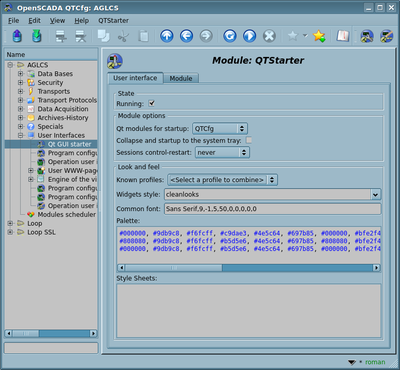 OpenSCADA QTCfg: AGLCS
File Edit View Help QTStarter
Name
AGLCS
Data Bases
Security
Transports
Transport Protocols
Data Acquisition
Archives-History
Specials
User Interfaces
Qt GUI starter
Program configu
Operation user
User WWW-page
Engine of the vi
Program configu
Program configu
Operation user i
Modules scheduler
Loop
Loop SSL
Module: QTStarter
User interface Module
State
Running:
Module options
Qt modules for startup: QTCfg
Collapse and startup to the system tray:
Sessions control-restart: never
Look and feel
Known profiles: <Select a profile to combine>
Widgets style: cleanlooks
Common font: Sans Serif,9,-1,5,50,0,0,0,0,0
Palette:
#000000, #9db9c8, #f6fcff, #c9dae3, #4e5c64, #697b85, #000000, #bfe2f4
#808080, #9db9c8, #f6fcff, #b5d5e6, #4e5c64, #697b85, #808080, #bfe2f4
#000000, #9db9c8, #f6fcff, #b5d5e6, #4e5c64, #697b85, #000000, #bfe2f4
Style Sheets:
* roman